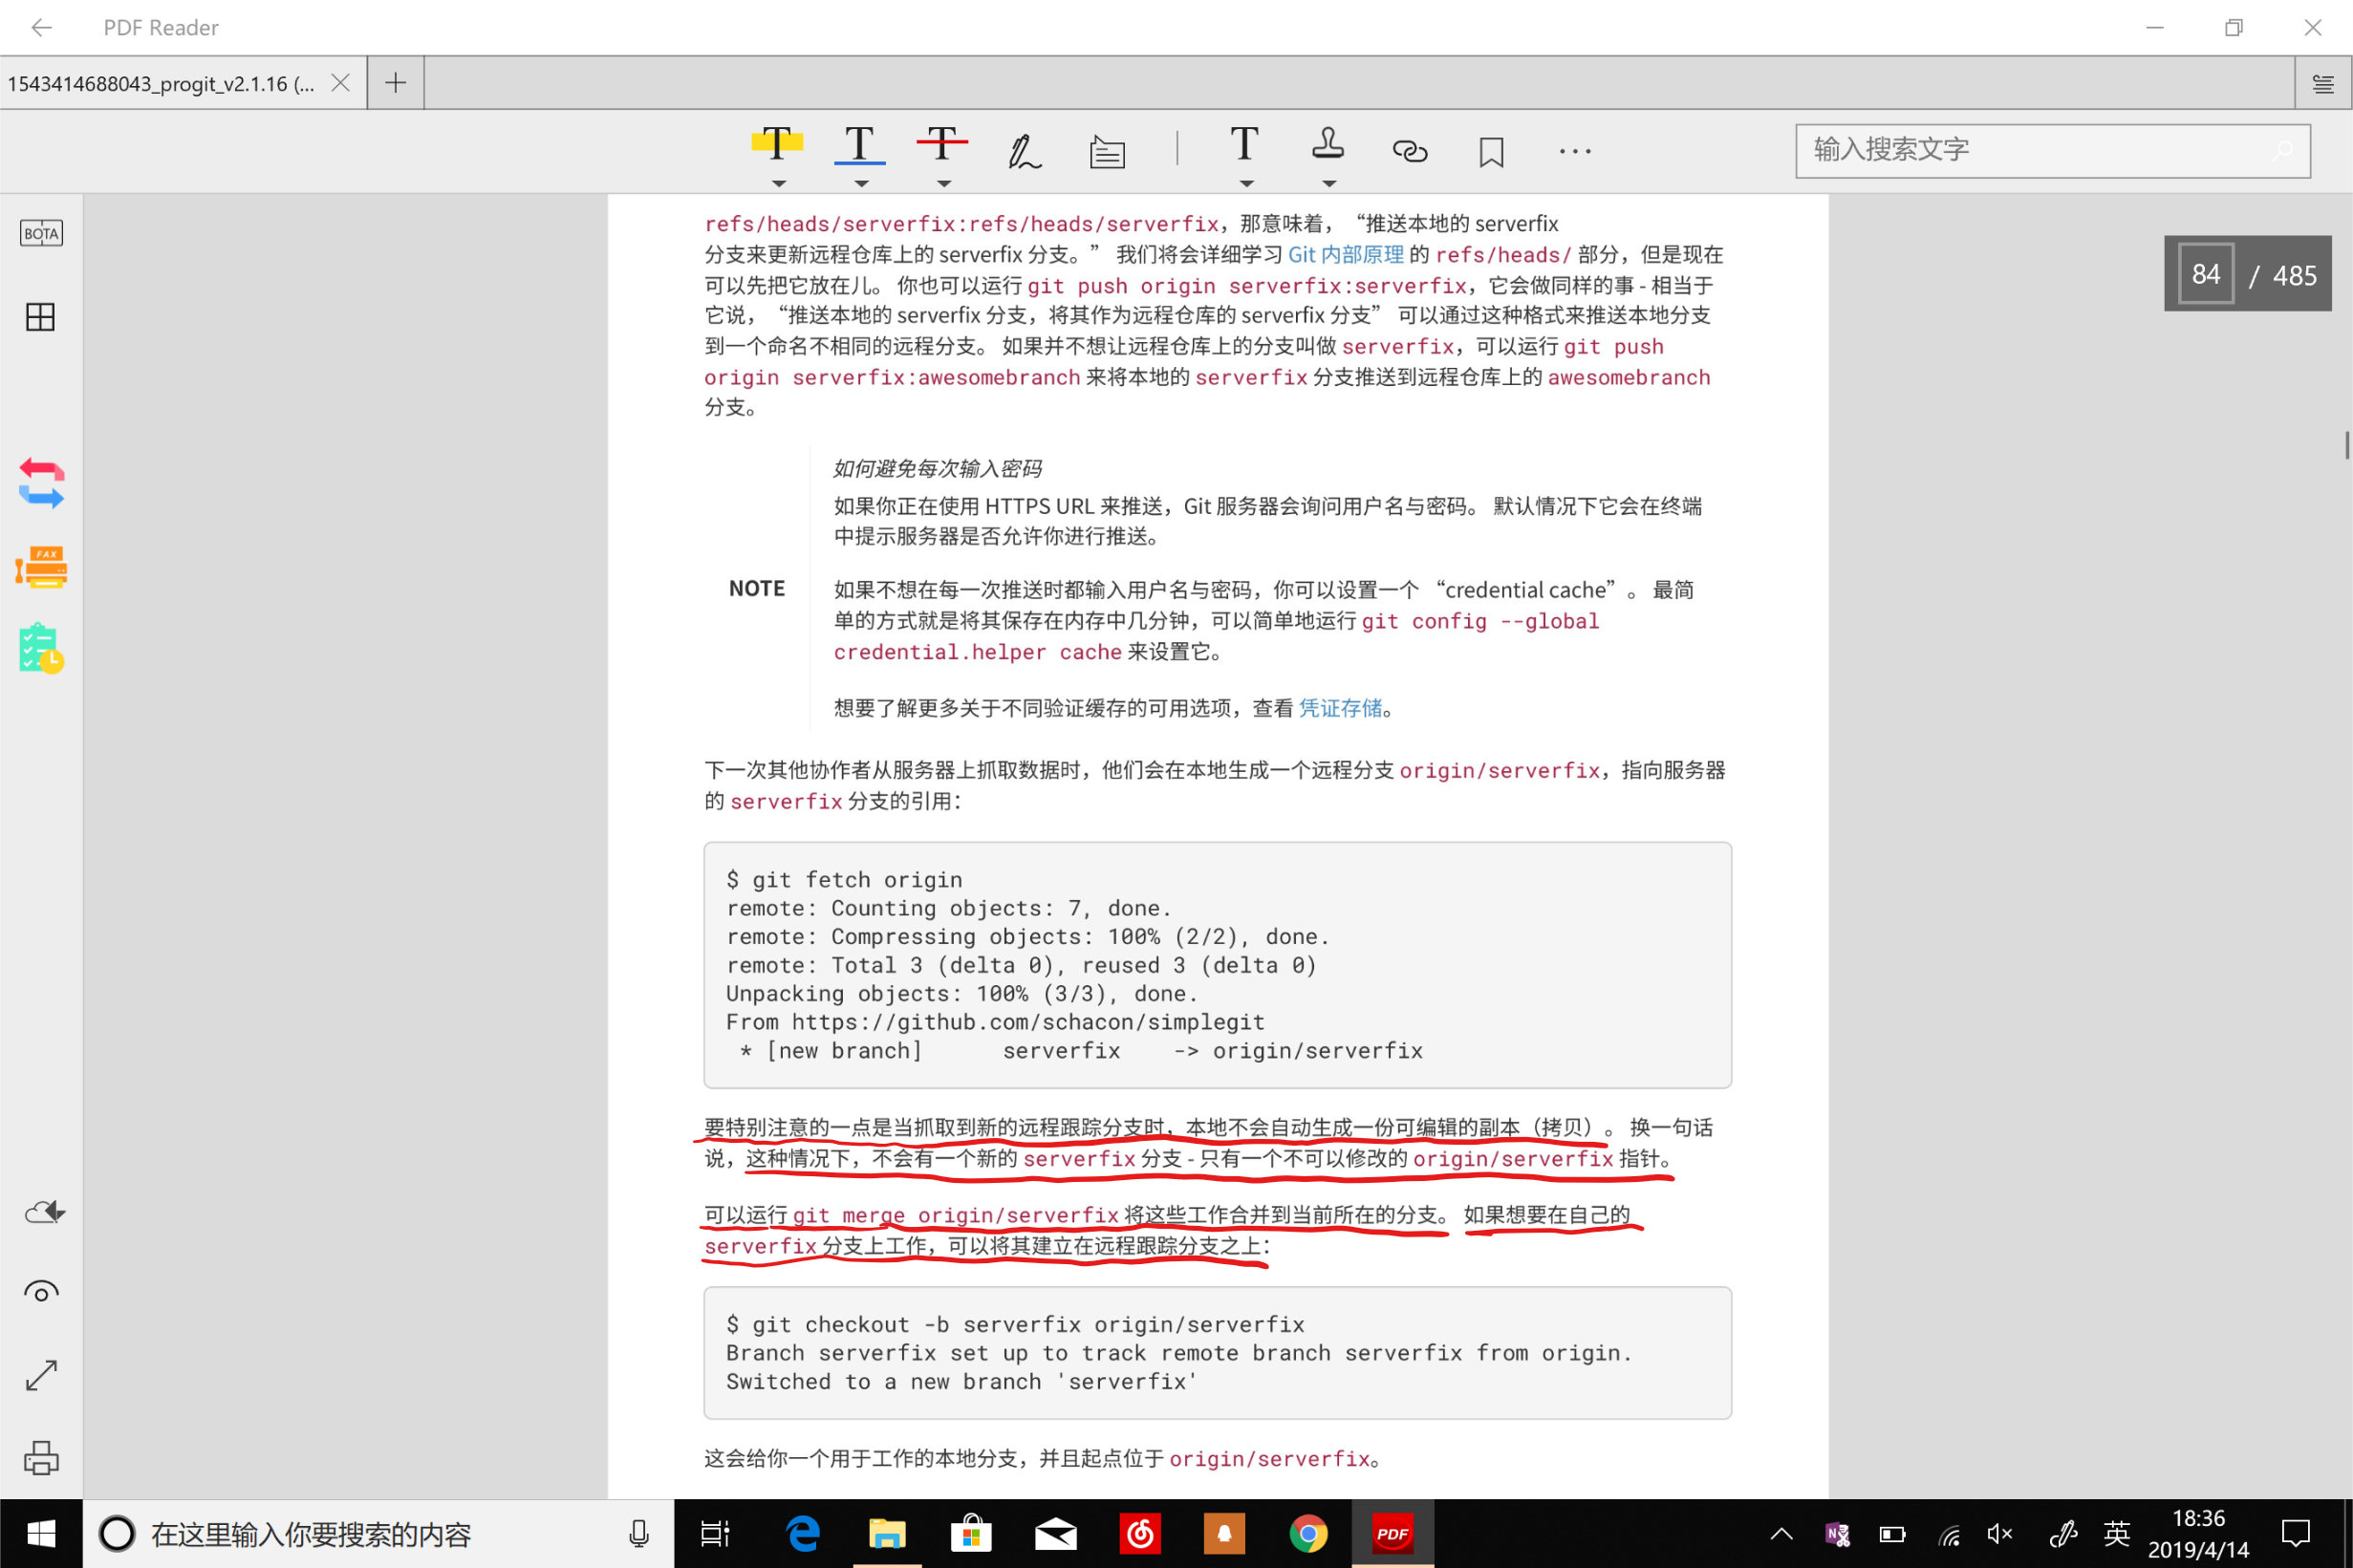 PDF Reader
1543414688043_progit_v2.1.16 (...
输入搜索文字
BOTA
84 / 485
refs/heads/serverfix:refs/heads/serverfix，那意味着，“推送本地的 serverfix
分支来更新远程仓库上的 serverfix 分支。” 我们将会详细学习 Git 内部原理 的 refs/heads/ 部分，但是现在
可以先把它放在儿。 你也可以运行 git push origin serverfix:serverfix，它会做同样的事 - 相当于
它说，“推送本地的 serverfix 分支，将其作为远程仓库的 serverfix 分支” 可以通过这种格式来推送本地分支
到一个命名不相同的远程分支。 如果并不想让远程仓库上的分支叫做 serverfix，可以运行 git push
origin serverfix:awesomebranch 来将本地的 serverfix 分支推送到远程仓库上的 awesomebranch
分支。
如何避免每次输入密码
如果你正在使用 HTTPS URL 来推送，Git 服务器会询问用户名与密码。 默认情况下它会在终端
中提示服务器是否允许你进行推送。
NOTE
如果不想在每一次推送时都输入用户名与密码，你可以设置一个 “credential cache”。 最简
单的方式就是将其保存在内存中几分钟，可以简单地运行 git config --global
credential.helper cache 来设置它。
想要了解更多关于不同验证缓存的可用选项，查看 凭证存储。
下一次其他协作者从服务器上抓取数据时，他们会在本地生成一个远程分支 origin/serverfix，指向服务器
的 serverfix 分支的引用：
$ git fetch origin
remote: Counting objects: 7, done.
remote: Compressing objects: 100% (2/2), done.
remote: Total 3 (delta 0), reused 3 (delta 0)
Unpacking objects: 100% (3/3), done.
From https://github.com/schacon/simplegit
 * [new branch]      serverfix    -> origin/serverfix
要特别注意的一点是当抓取到新的远程跟踪分支时，本地不会自动生成一份可编辑的副本（拷贝）。 换一句话
说，这种情况下，不会有一个新的 serverfix 分支 - 只有一个不可以修改的 origin/serverfix 指针。
可以运行 git merge origin/serverfix 将这些工作合并到当前所在的分支。 如果想要在自己的
serverfix 分支上工作，可以将其建立在远程跟踪分支之上：
$ git checkout -b serverfix origin/serverfix
Branch serverfix set up to track remote branch serverfix from origin.
Switched to a new branch 'serverfix'
这会给你一个用于工作的本地分支，并且起点位于 origin/serverfix。
FAX
在这里输入你要搜索的内容
PDF
英
18:36
2019/4/14